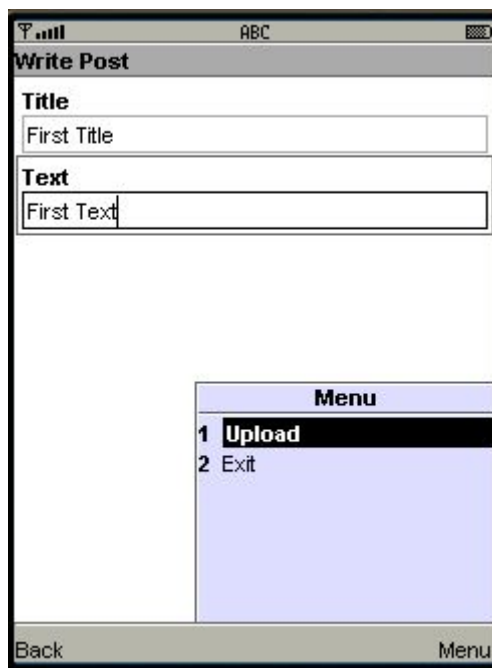 ABC
Write Post
Title
First Title
Text
First Text
Menu
1 Upload
2 Exit
Back Menu